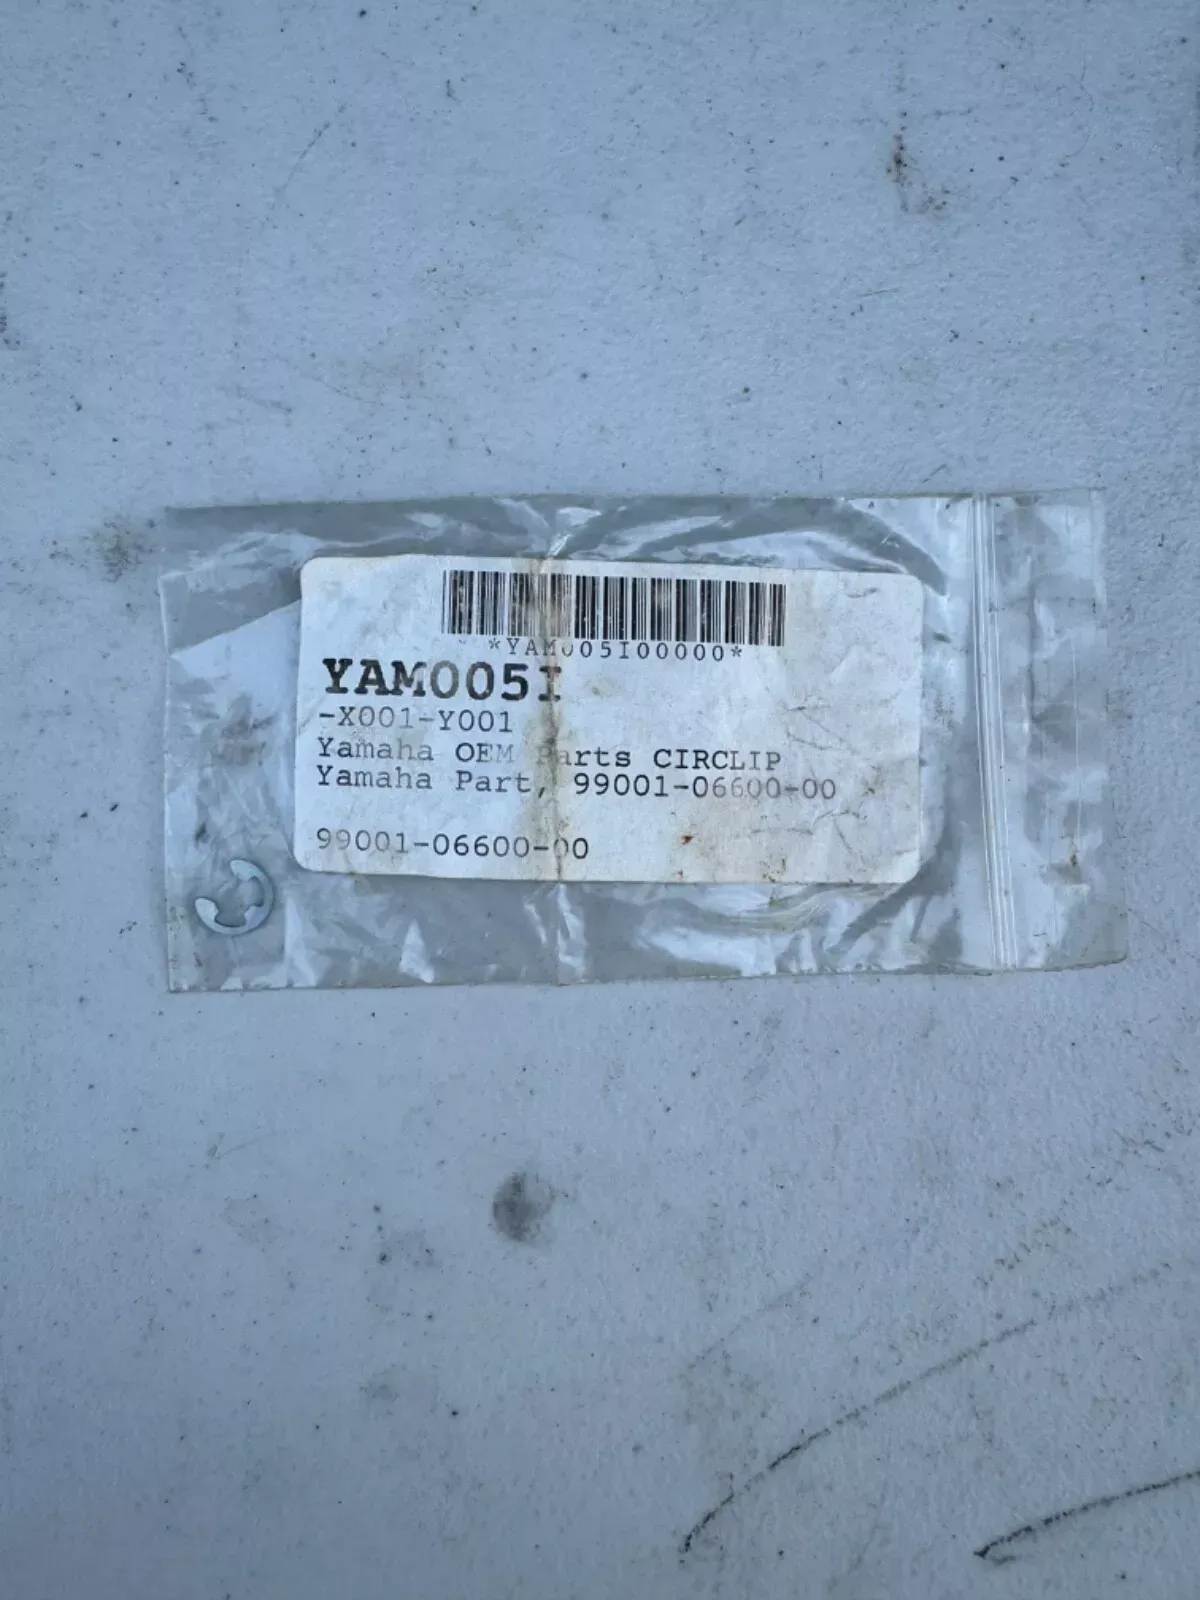 *YAM005I00000*
YAM005I
-X001-Y001
Yamaha OEM Parts CIRCLIP
Yamaha Part, 99001-06600-00
99001-06600-00